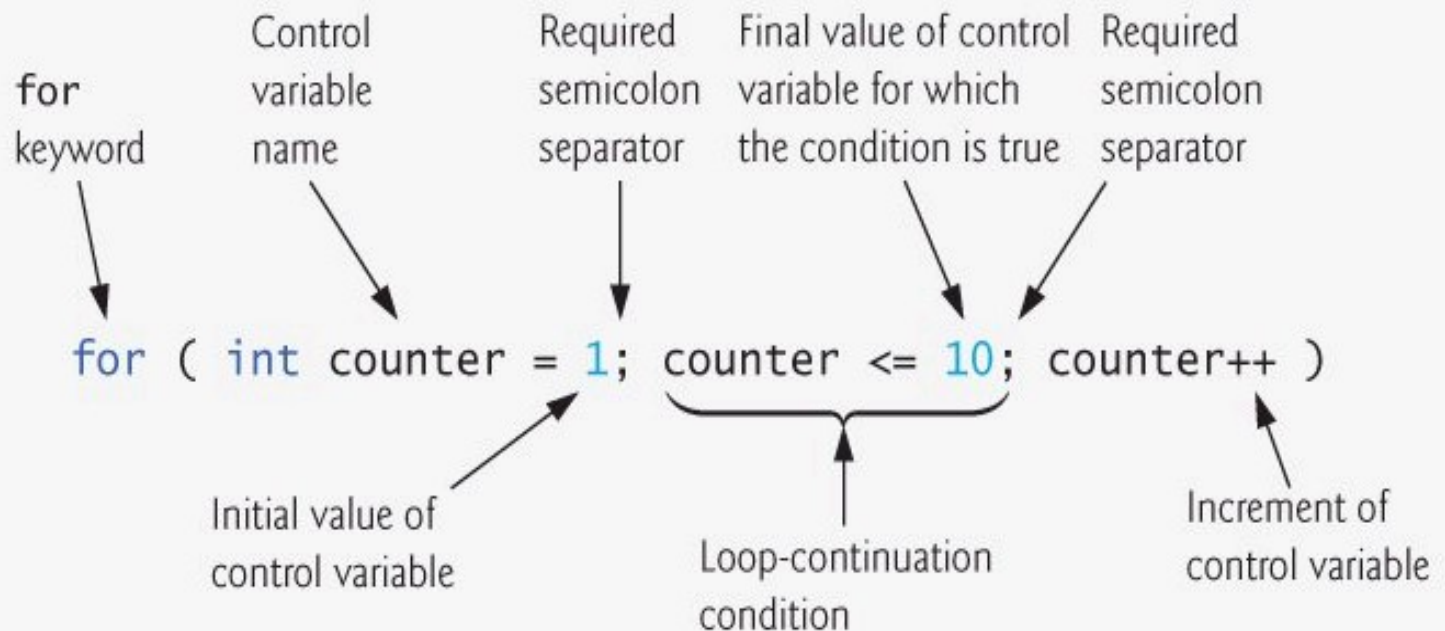 for
keyword
Control
variable
name
Required
semicolon
separator
Final value of control
variable for which
the condition is true
Required
semicolon
separator
for ( int counter = 1; counter <= 10; counter++ )
Initial value of
control variable
Loop-continuation
condition
Increment of
control variable